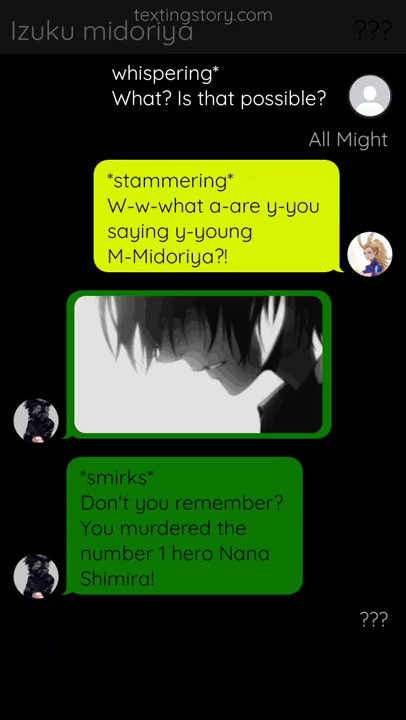 textingstory.com
Izuku midoriya
???
whispering*
What? Is that possible?
All Might
*stammering*
W-w-what a-are y-you
saying y-young
M-Midoriya?!
*smirks*
Don't you remember?
You murdered the
number 1 hero Nana
Shimira!
???